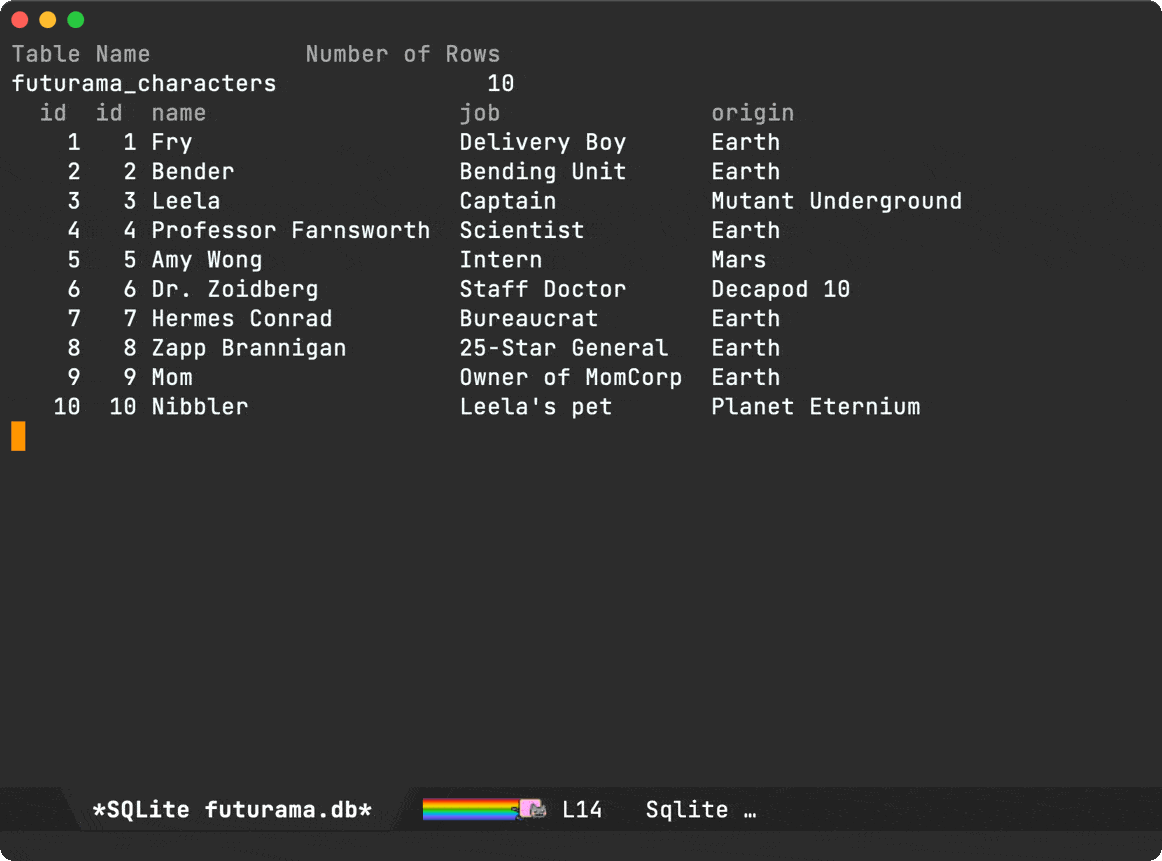 Table Name Number of Rows
futurama_characters 10
id id name job origin
1 1 Fry Delivery Boy Earth
2 2 Bender Bending Unit Earth
3 3 Leela Captain Mutant Underground
4 4 Professor Farnsworth Scientist Earth
5 5 Amy Wong Intern Mars
6 6 Dr. Zoidberg Staff Doctor Decapod 10
7 7 Hermes Conrad Bureaucrat Earth
8 8 Zapp Brannigan 25-Star General Earth
9 9 Mom Owner of MomCorp Earth
10 10 Nibbler Leela's pet Planet Eternium
*SQLite futurama.db* L14 Sqlite …